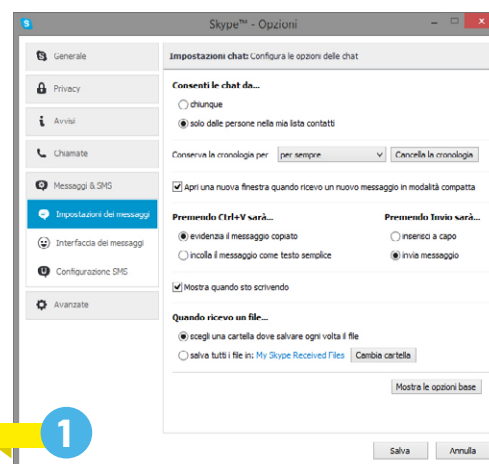 Skype™ - Opzioni
Generale
Privacy
Avvisi
Chiamate
Messaggi & SMS
Impostazioni dei messaggi
Interfaccia dei messaggi
Configurazione SMS
Avanzate
Impostazioni chat: Configura le opzioni delle chat
Consenti le chat da...
chiunque
solo dalle persone nella mia lista contatti
Conserva la cronologia per per sempre Cancella la cronologia
Apri una nuova finestra quando ricevo un nuovo messaggio in modalità compatta
Premendo Ctrl+V sarà... Premendo Invio sarà...
evidenzia il messaggio copiato inserisci a capo
incolla il messaggio come testo semplice invia messaggio
Mostra quando sto scrivendo
Quando ricevo un file...
scegli una cartella dove salvare ogni volta il file
salva tutti i file in: My Skype Received Files Cambia cartella
Mostra le opzioni base
Salva Annulla
1